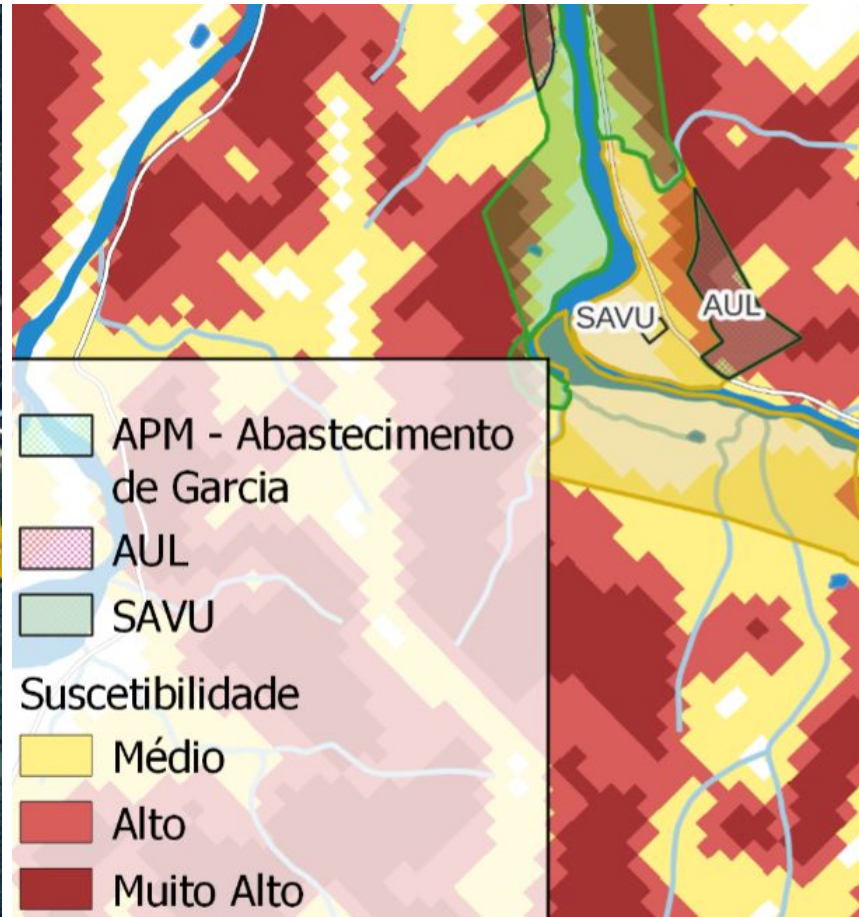 SAVU
AUL
APM - Abastecimento
de Garcia
AUL
SAVU
Suscetibilidade
Médio
Alto
Muito Alto